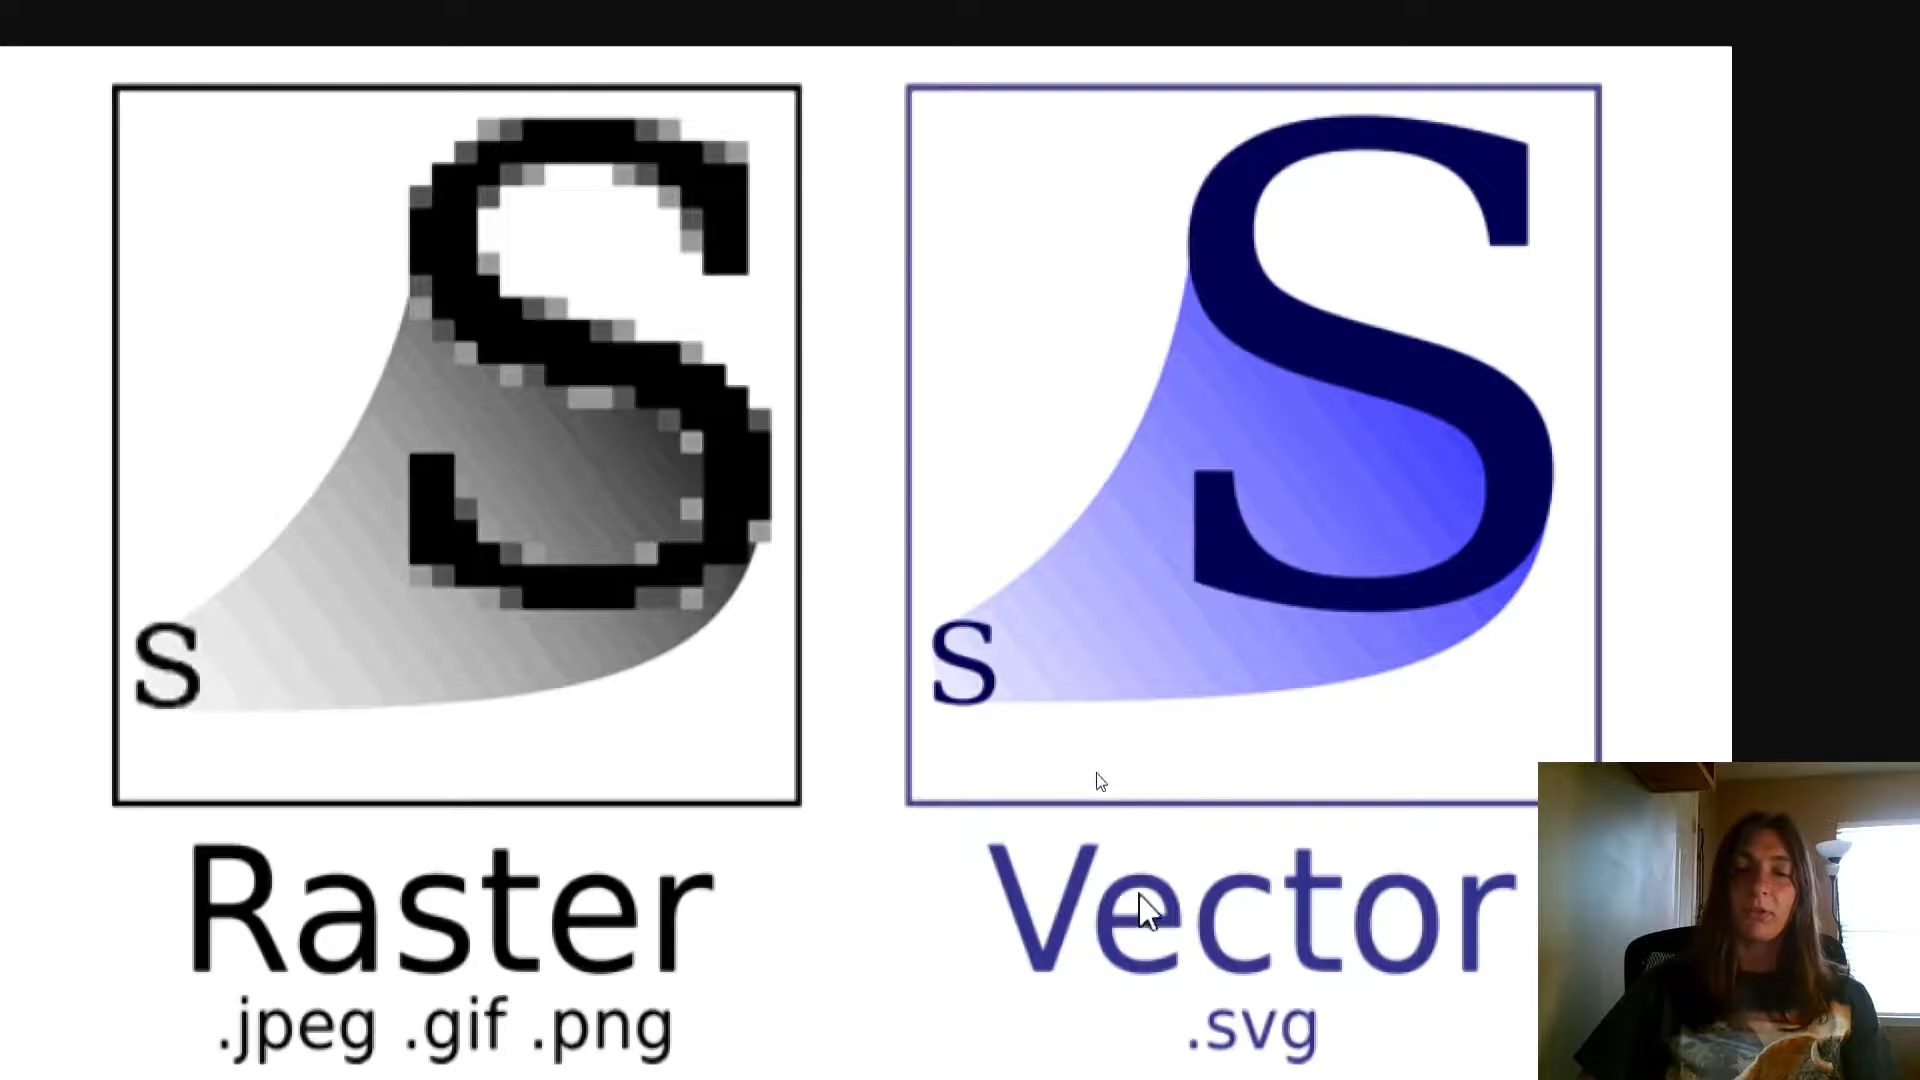 S
S
S
S
Raster
Vector
.jpeg .gif .png
.svg